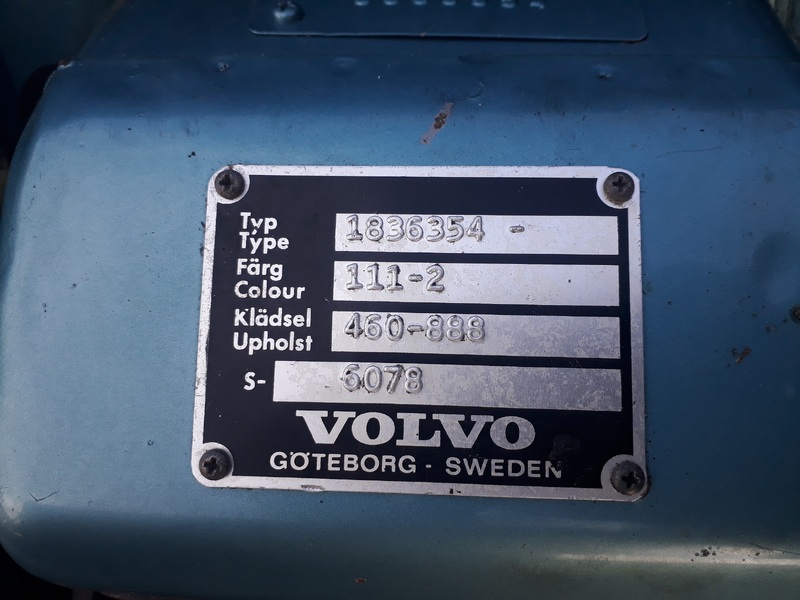 Typ
Type
1836354 -
Färg
Colour
111-2
Klädsel
Upholst
460-888
S-
6078
VOLVO
GÖTEBORG - SWEDEN